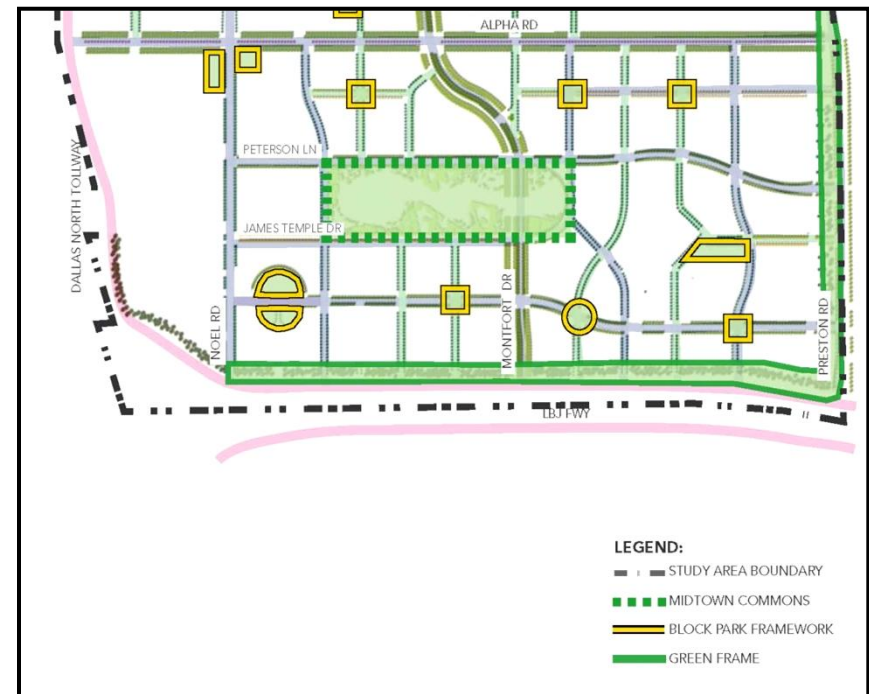 ALPHA RD
PETERSON LN
DALLAS NORTH TOLLWAY
JAMES TEMPLE DR
NOEL RD
MONTFORT DR
PRESTON RD
LBJ FWY
LEGEND:
STUDY AREA BOUNDARY
MIDTOWN COMMONS
BLOCK PARK FRAMEWORK
GREEN FRAME